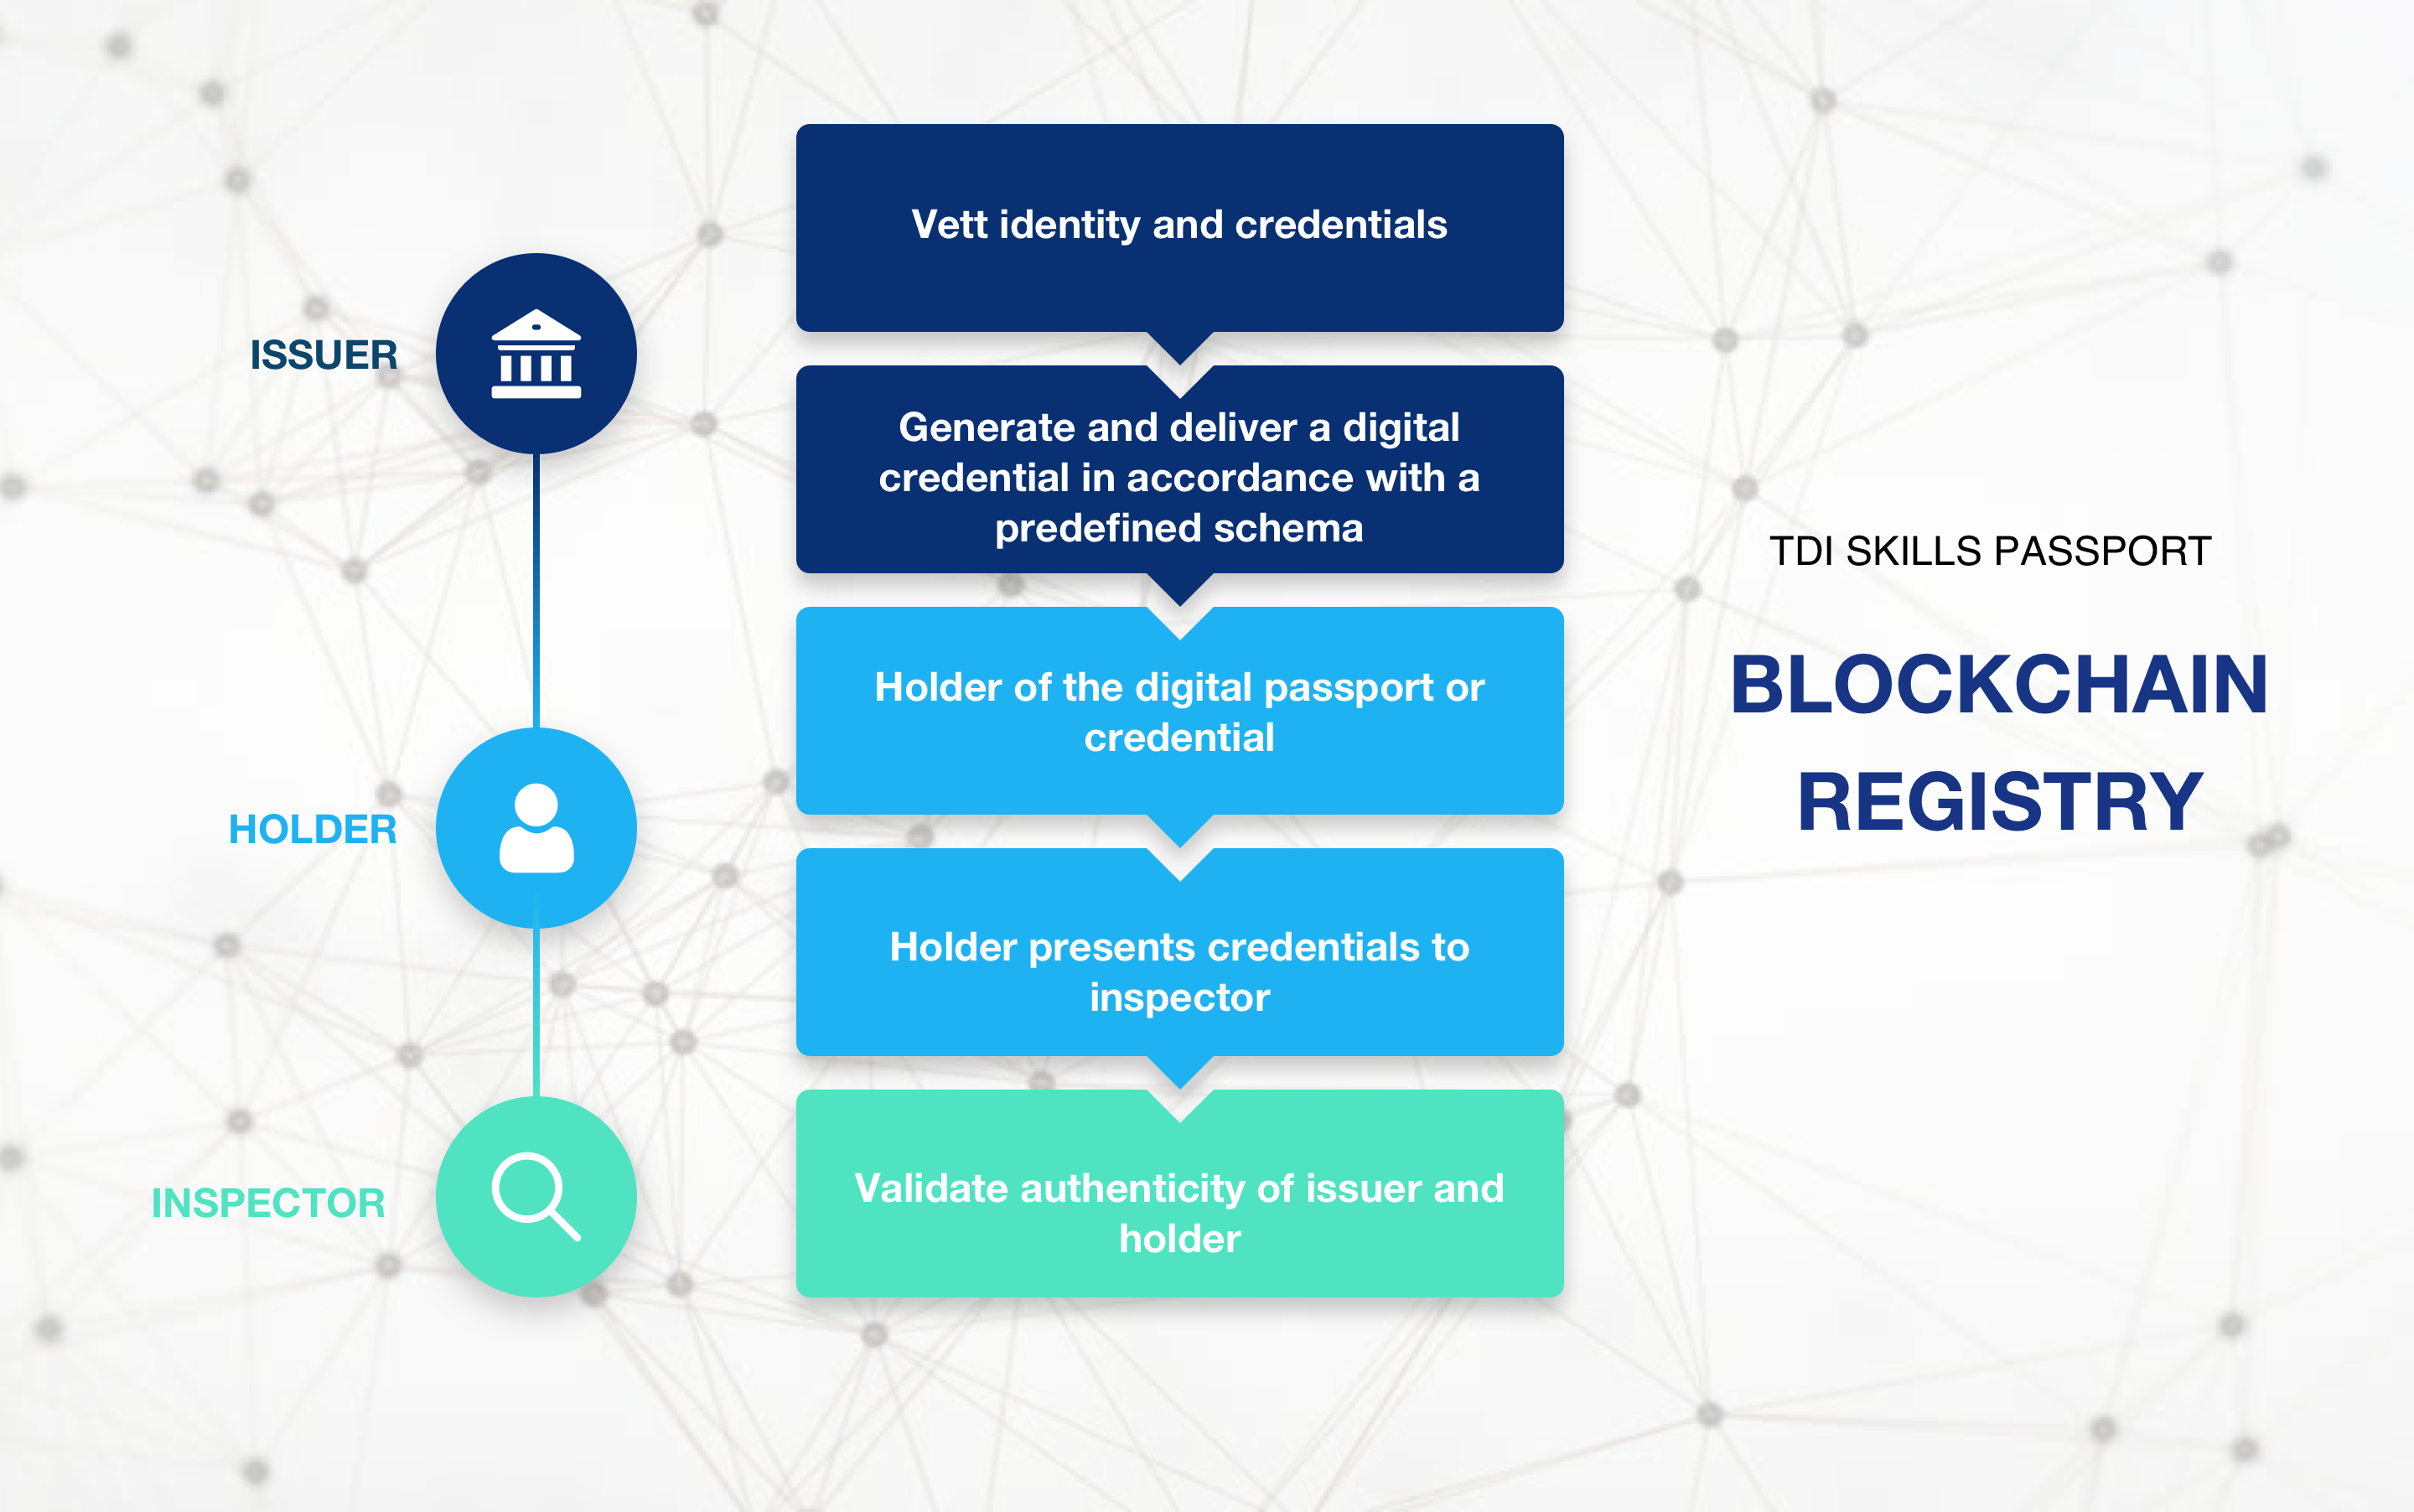 ISSUER
Vett identity and credentials
Generate and deliver a digital
credential in accordance with a
predefined schema
HOLDER
Holder of the digital passport or
credential
Holder presents credentials to
inspector
INSPECTOR
Validate authenticity of issuer and
holder
TDI SKILLS PASSPORT
BLOCKCHAIN
REGISTRY